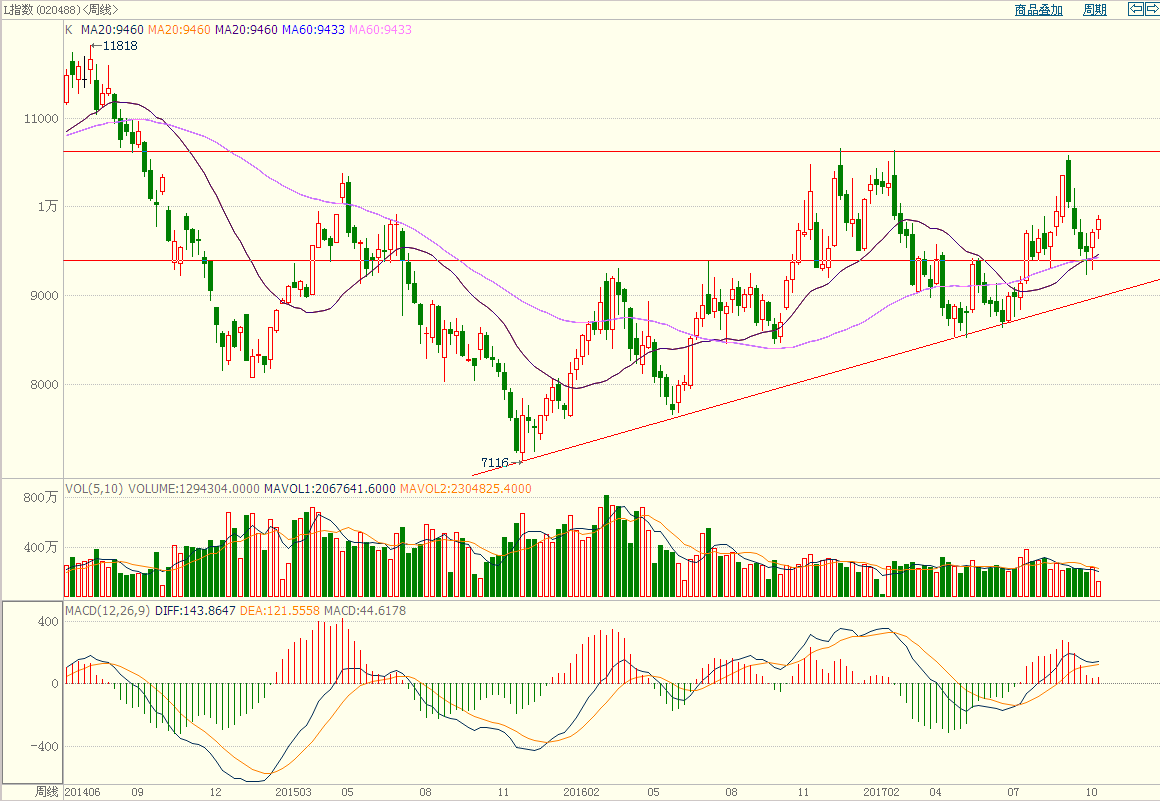 L指数(020488)<周线> 商品叠加 周期
K MA20:9460 MA20:9460 MA20:9460 MA60:9433 MA60:9433
11818
11000
1万
9000
8000
7116
VOL(5,10) VOLUME:1294304.0000 MAVOL1:2067641.6000 MAVOL2:2304825.4000
800万
400万
MACD(12,26,9) DIFF:143.8647 DEA:121.5558 MACD:44.6178
400
0
-400
周线 201406 09 12 201503 05 08 11 201602 05 08 11 201702 04 07 10